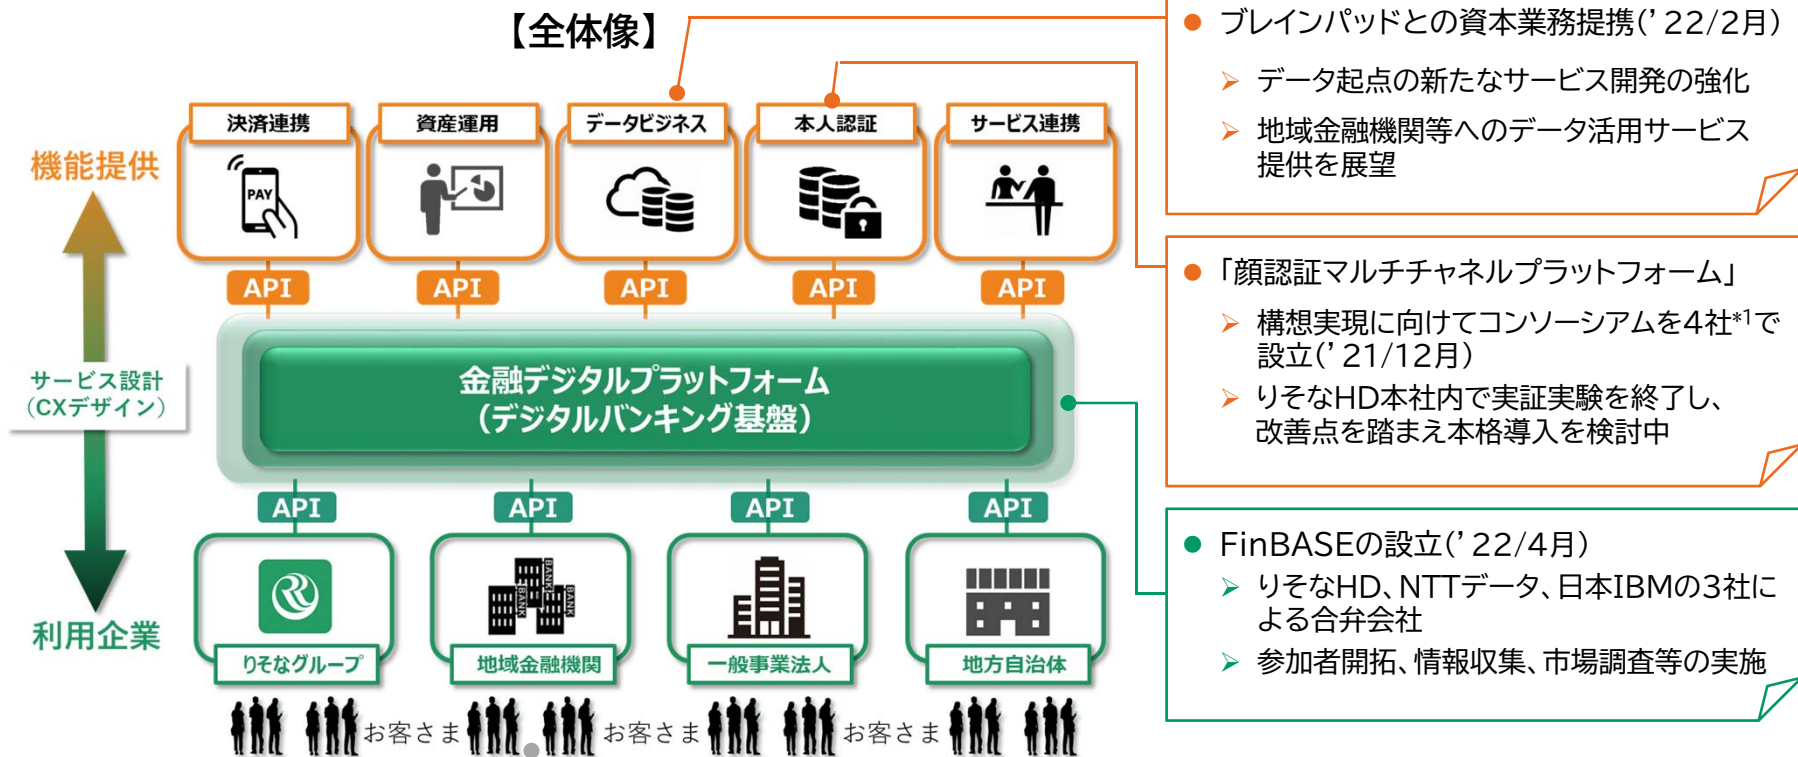 【全体像】
決済連携
資産運用
データビジネス
本人認証
サービス連携
PAY
機能提供
API
API
API
API
API
サービス設計
（CXデザイン）
金融デジタルプラットフォーム
（デジタルバンキング基盤）
API
API
API
API
BANK
BANK
BANK
利用企業
りそなグループ
地域金融機関
一般事業法人
地方自治体
お客さま
お客さま
お客さま
● ブレインパッドとの資本業務提携(’22/2月)
➢ データ起点の新たなサービス開発の強化
➢ 地域金融機関等へのデータ活用サービス
提供を展望
● 「顔認証マルチチャネルプラットフォーム」
➢ 構想実現に向けてコンソーシアムを4社*1で
設立(’21/12月)
➢ りそなHD本社内で実証実験を終了し、
改善点を踏まえ本格導入を検討中
● FinBASEの設立(’22/4月)
➢ りそなHD、NTTデータ、日本IBMの3社に
よる合弁会社
➢ 参加者開拓、情報収集、市場調査等の実施